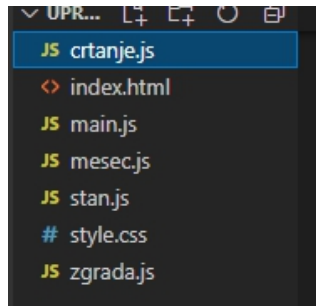 UPR...
JS crtanje.js
<> index.html
JS main.js
JS mesec.js
JS stan.js
# style.css
JS zgrada.js